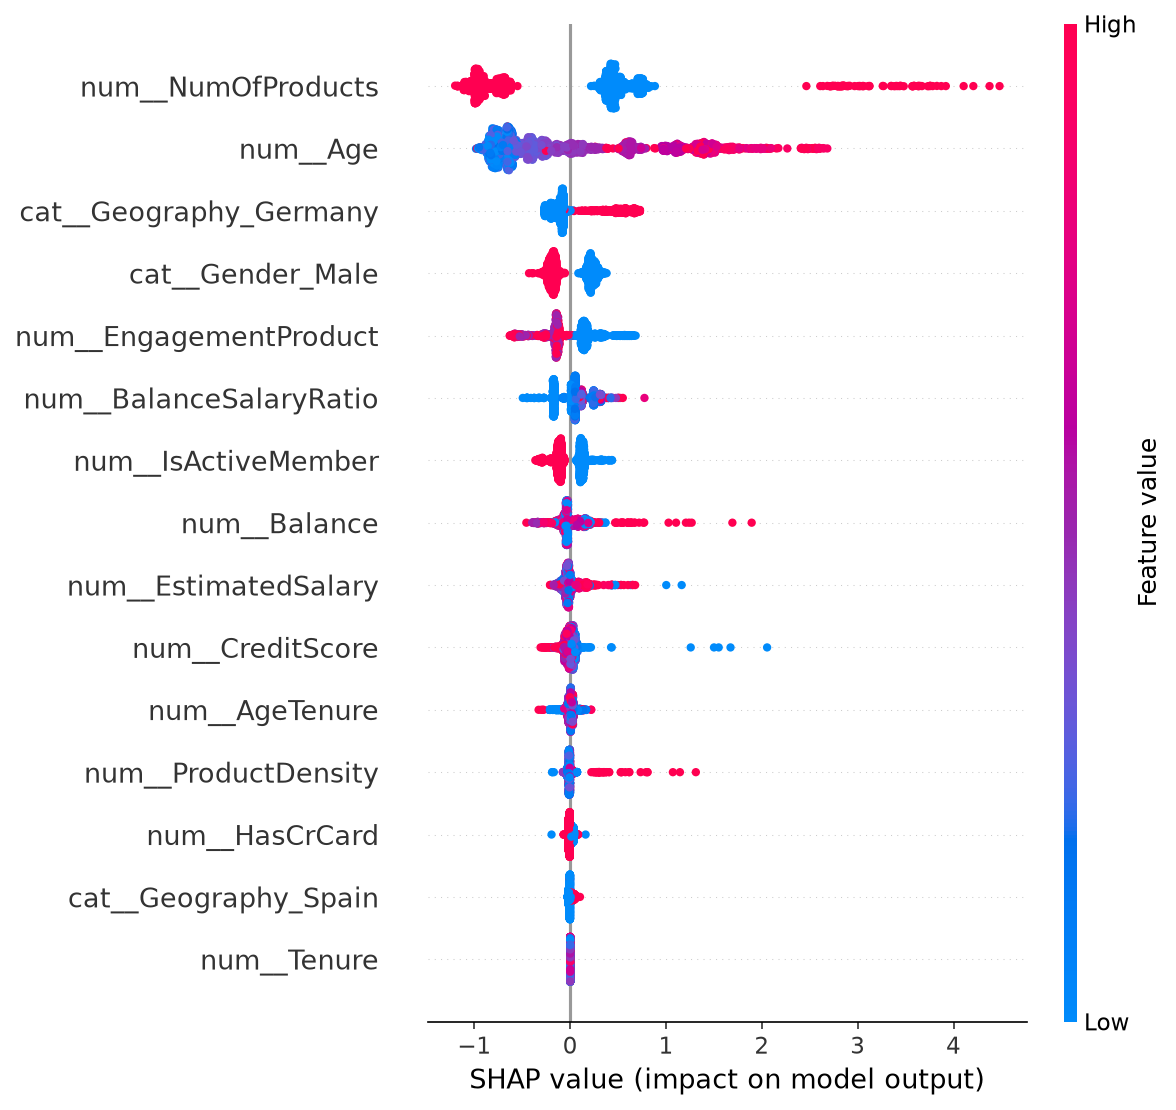 High
num__NumOfProducts
num__Age
cat__Geography_Germany
cat__Gender_Male
num__EngagementProduct
num__BalanceSalaryRatio
num__IsActiveMember
num__Balance
num__EstimatedSalary
num__CreditScore
num__AgeTenure
num__ProductDensity
num__HasCrCard
cat__Geography_Spain
num__Tenure
Feature value
Low
−1 0 1 2 3 4
SHAP value (impact on model output)